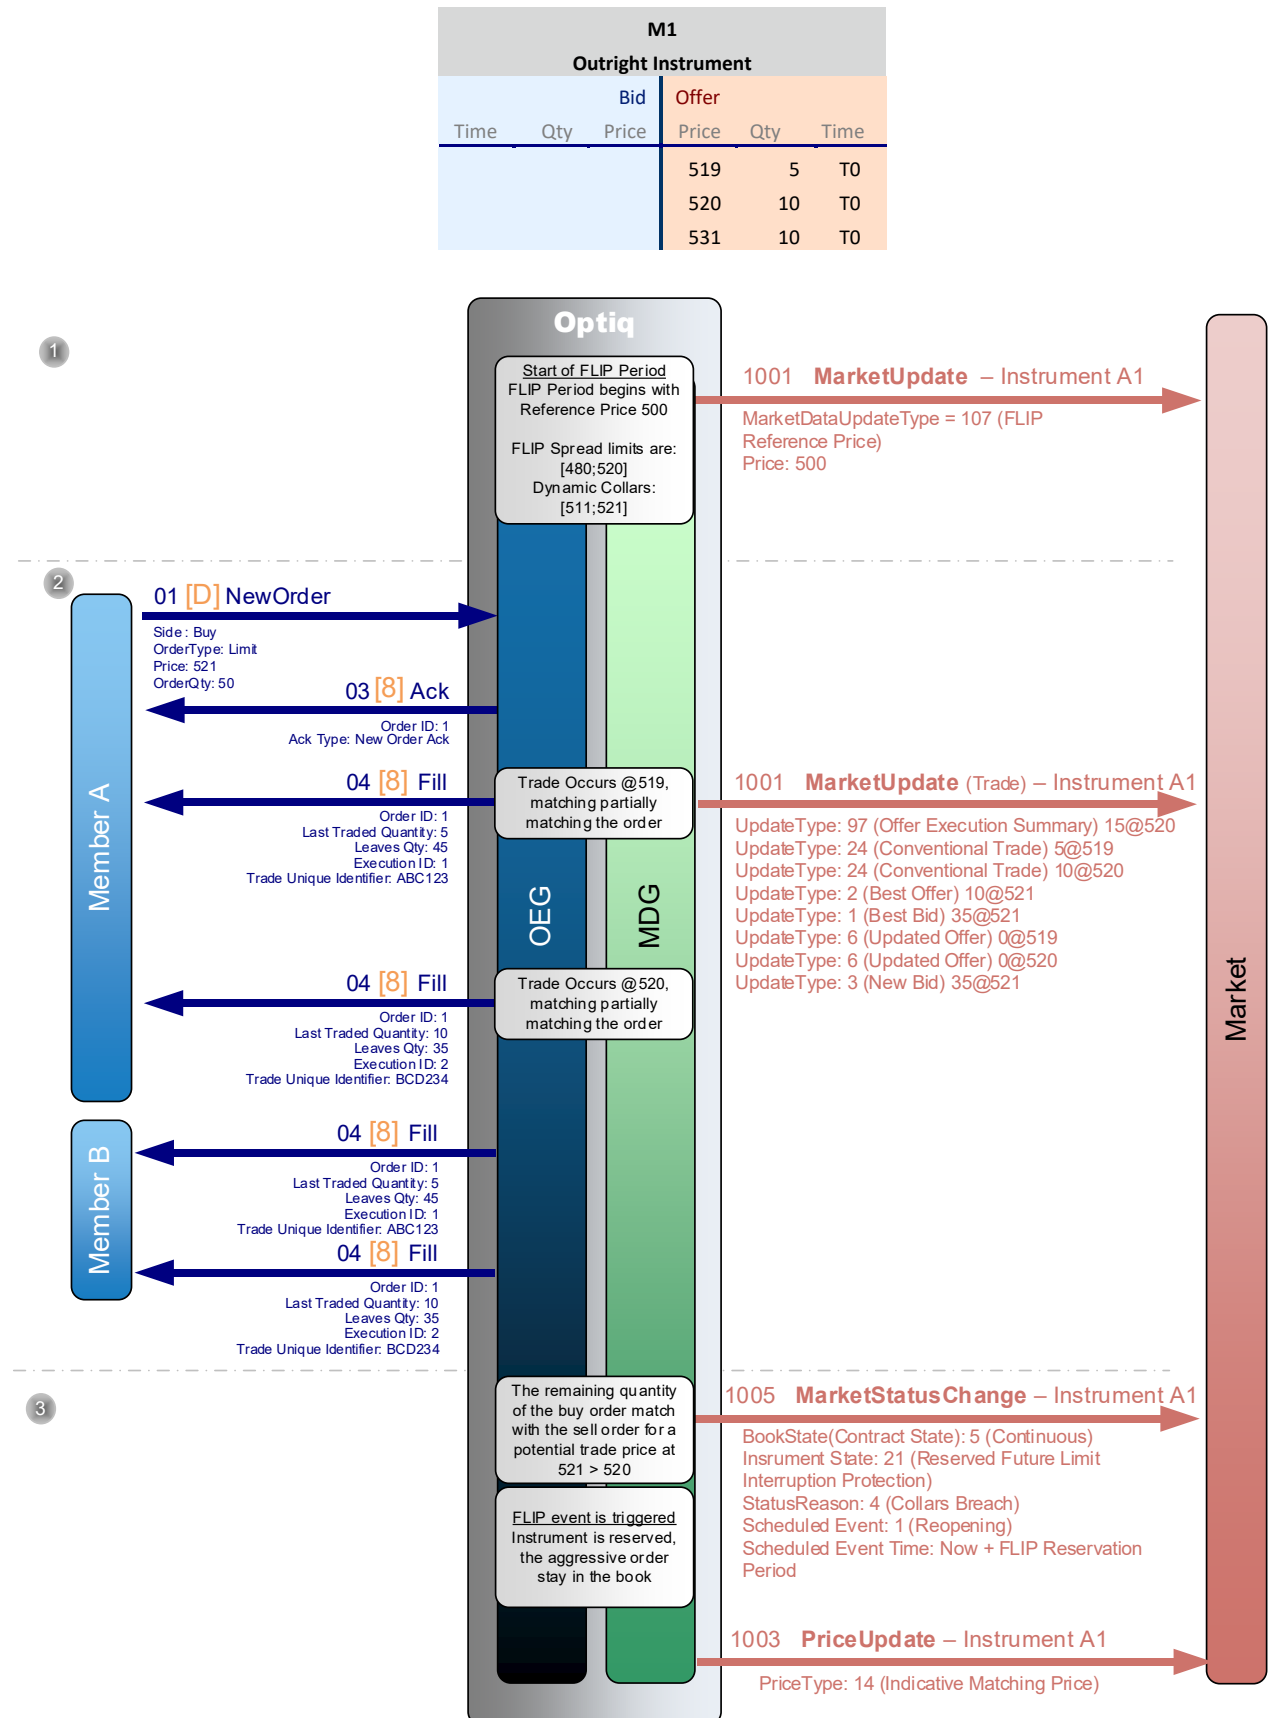 M1
Outright Instrument
Bid Offer
Time Qty Price Price Qty Time
519 5 T0
520 10 T0
531 10 T0
Optiq
1
Start of FLIP Period
FLIP Period begins with
Reference Price 500
FLIP Spread limits are:
[480;520]
Dynamic Collars:
[511;521]
1001 MarketUpdate – Instrument A1
MarketDataUpdateType = 107 (FLIP
Reference Price)
Price: 500
2
01 [D] NewOrder
Side : Buy
OrderType: Limit
Price: 521
OrderQty: 50
03 [8] Ack
Order ID: 1
Ack Type: New Order Ack
04 [8] Fill
Order ID: 1
Last Traded Quantity: 5
Leaves Qty: 45
Execution ID: 1
Trade Unique Identifier: ABC123
Trade Occurs @519,
matching partially
matching the order
1001 MarketUpdate (Trade) – Instrument A1
UpdateType: 97 (Offer Execution Summary) 15@520
UpdateType: 24 (Conventional Trade) 5@519
UpdateType: 24 (Conventional Trade) 10@520
UpdateType: 2 (Best Offer) 10@521
UpdateType: 1 (Best Bid) 35@521
UpdateType: 6 (Updated Offer) 0@519
UpdateType: 6 (Updated Offer) 0@520
UpdateType: 3 (New Bid) 35@521
Member A
OEG
MDG
Market
04 [8] Fill
Order ID: 1
Last Traded Quantity: 10
Leaves Qty: 35
Execution ID: 2
Trade Unique Identifier: BCD234
Trade Occurs @520,
matching partially
matching the order
Member B
04 [8] Fill
Order ID: 1
Last Traded Quantity: 5
Leaves Qty: 45
Execution ID: 1
Trade Unique Identifier: ABC123
04 [8] Fill
Order ID: 1
Last Traded Quantity: 10
Leaves Qty: 35
Execution ID: 2
Trade Unique Identifier: BCD234
3
The remaining quantity
of the buy order match
with the sell order for a
potential trade price at
521 > 520
FLIP event is triggered
Instrument is reserved,
the aggressive order
stay in the book
1005 MarketStatusChange – Instrument A1
BookState(Contract State): 5 (Continuous)
Insrument State: 21 (Reserved Future Limit
Interruption Protection)
StatusReason: 4 (Collars Breach)
Scheduled Event: 1 (Reopening)
Scheduled Event Time: Now + FLIP Reservation
Period
1003 PriceUpdate – Instrument A1
PriceType: 14 (Indicative Matching Price)